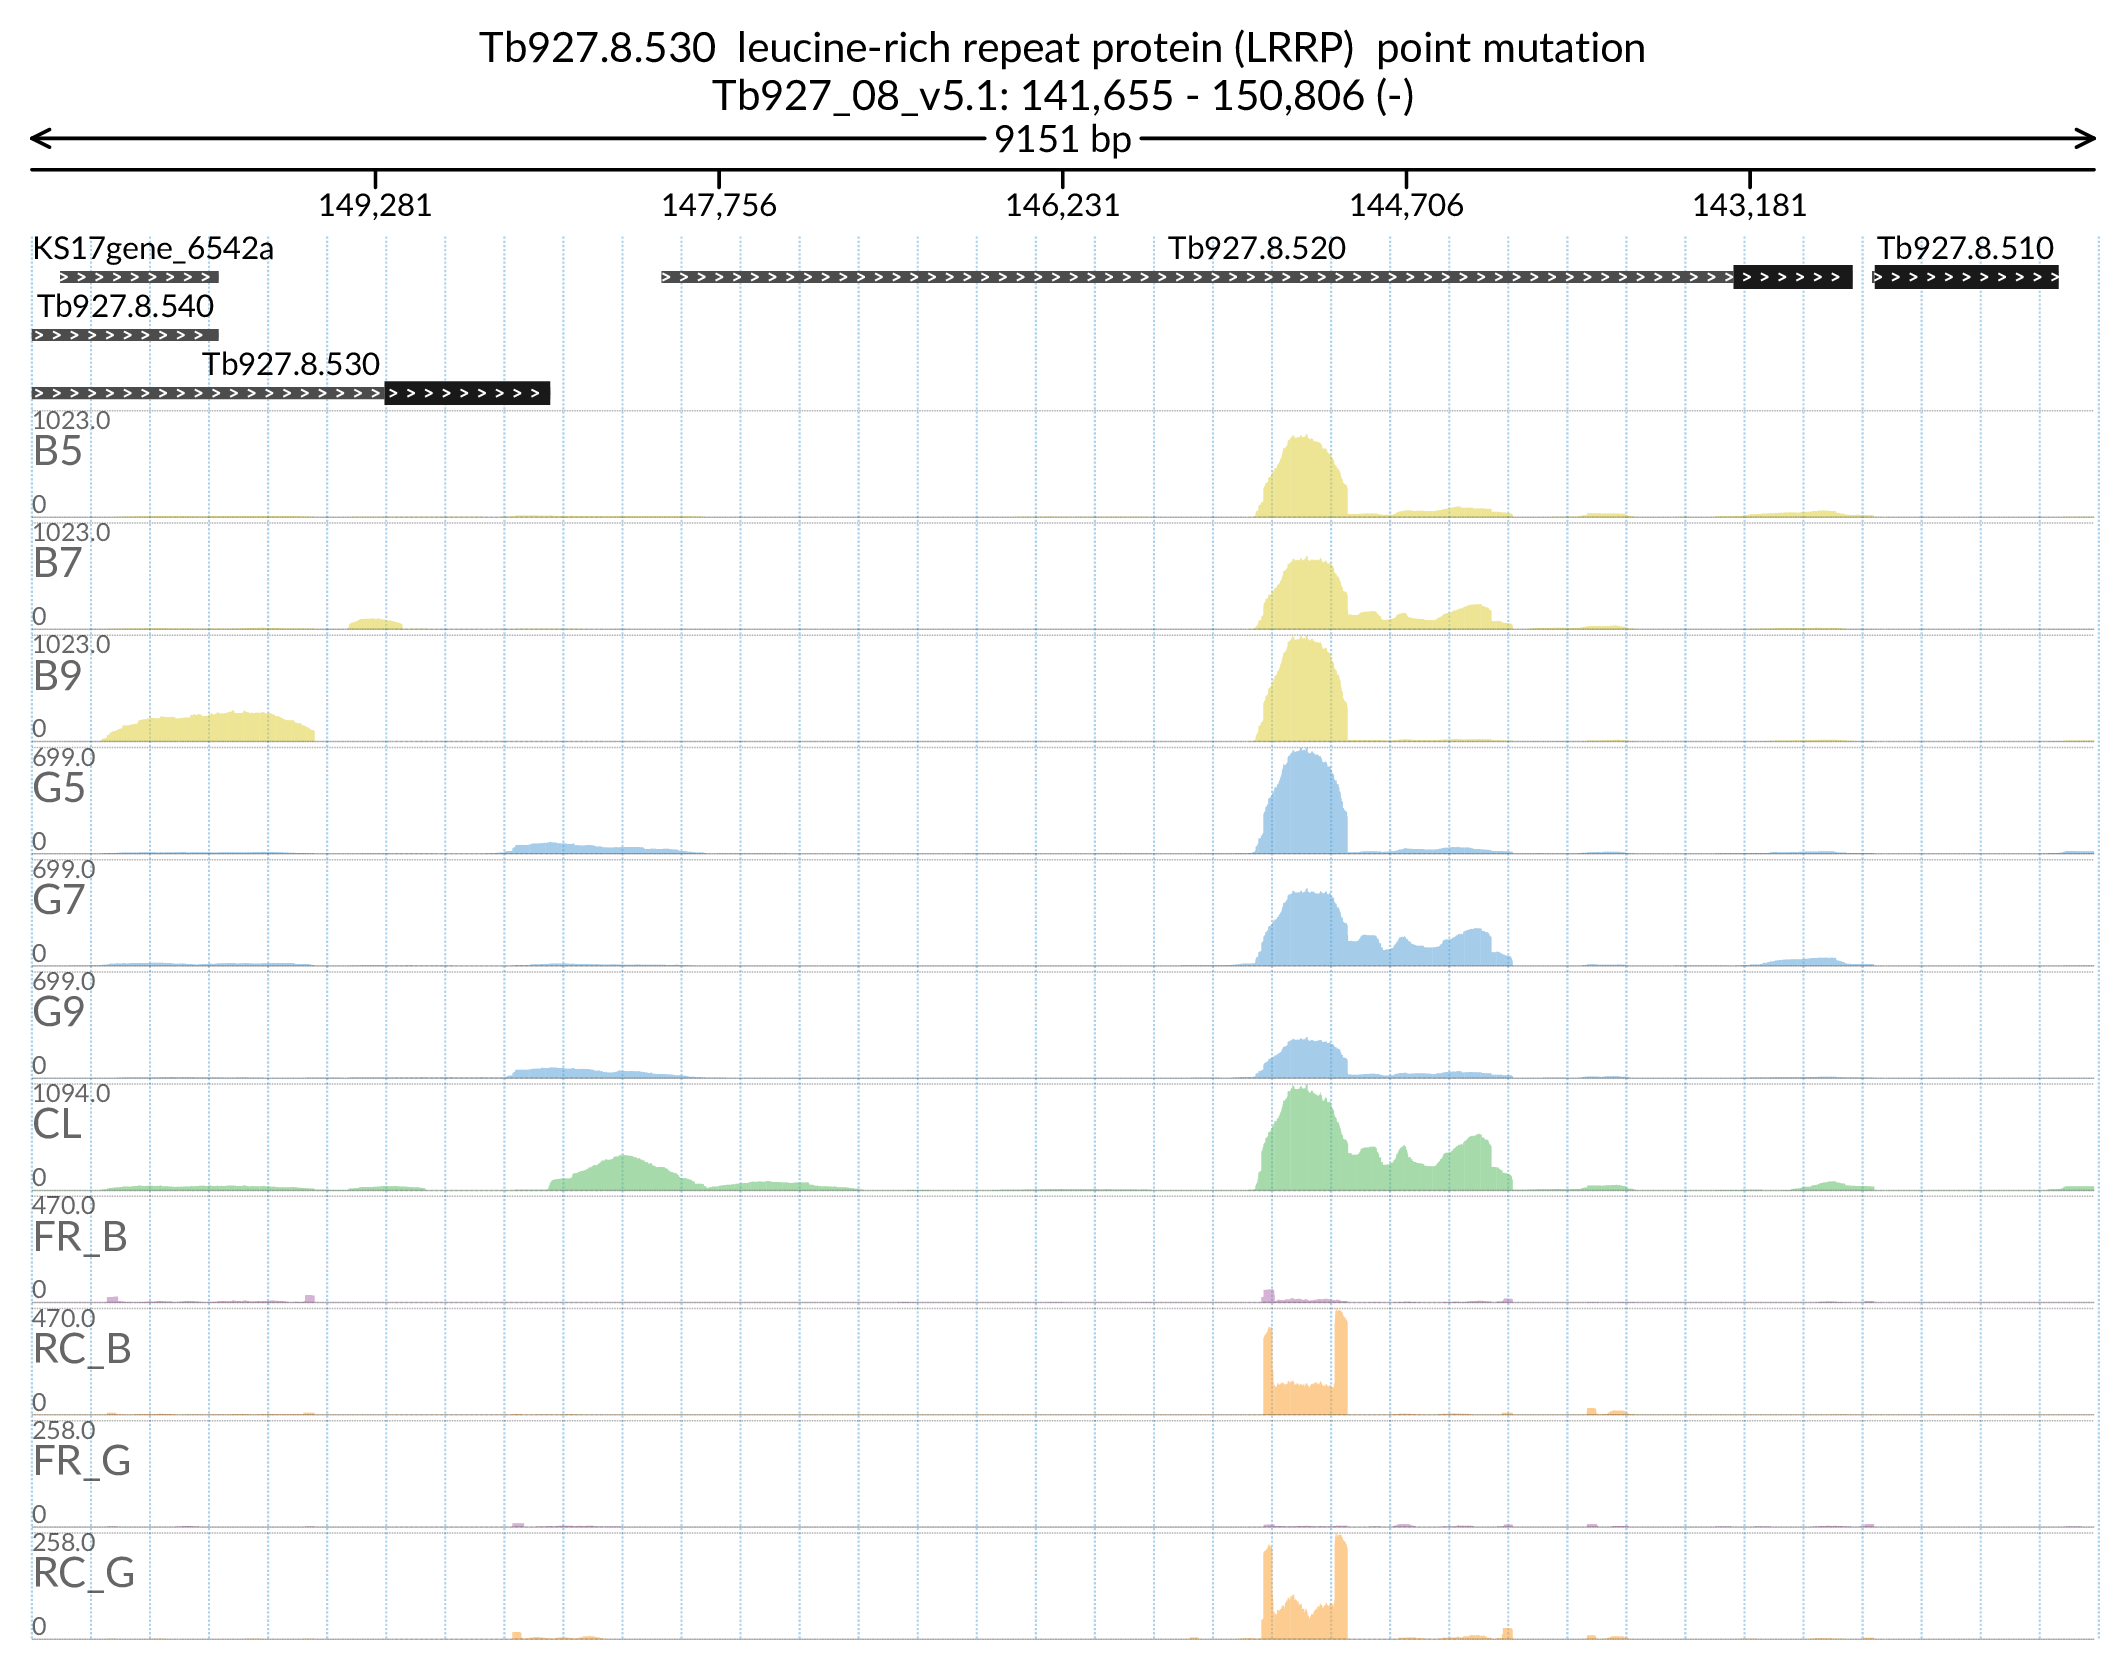 Tb927.8.530 leucine-rich repeat protein (LRRP) point mutation
Tb927_08_v5.1: 141,655 - 150,806 (-)
9151 bp
149,281 147,756 146,231 144,706 143,181
KS17gene_6542a Tb927.8.520 Tb927.8.510
Tb927.8.540
Tb927.8.530
1023.0
B5
0
1023.0
B7
0
1023.0
B9
0
699.0
G5
0
699.0
G7
0
699.0
G9
0
1094.0
CL
0
470.0
FR_B
0
470.0
RC_B
0
258.0
FR_G
0
258.0
RC_G
0